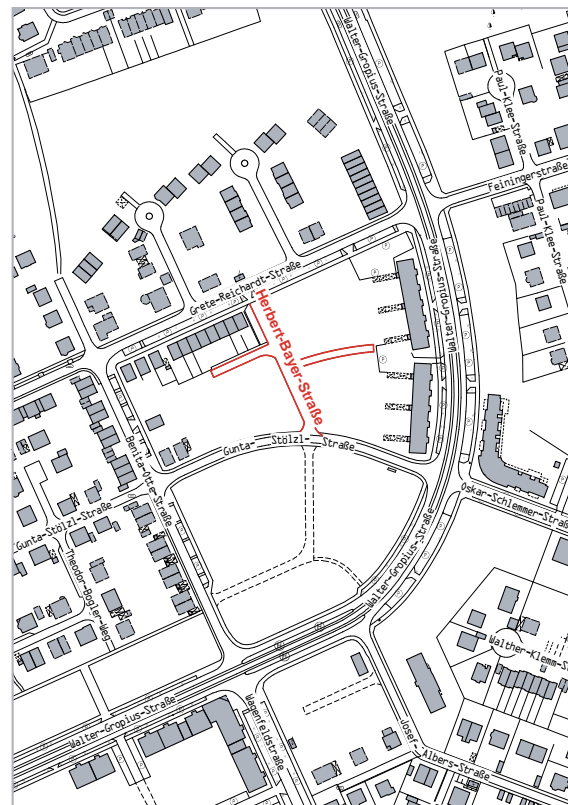 Walter-Gropius-Straße
Paul-Klee-Straße
Feiningerstraße
Paul-Klee-Straße
Walter-Gropius-Straße
Grete-Reichardt-Straße
Herbert-Bayer-Straße
Gunta-Stölzl-Straße
Benita-Otte-Straße
Gunta-Stölzl-Straße
Theodor-Bogler-Weg
Oskar-Schlemmer-Straße
Walter-Gropius-Straße
Walther-Klemm-S
Walter-Gropius-Straße
Wagenfeldstraße
Josef-Albers-Straße